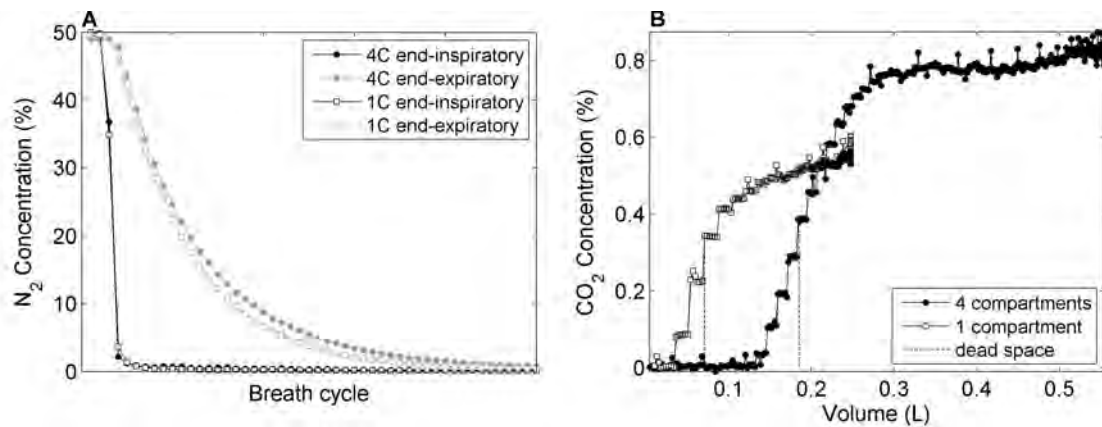 A
50
40
30
20
10
0
N2 Concentration (%)
Breath cycle
4C end-inspiratory
4C end-expiratory
1C end-inspiratory
1C end-expiratory
B
0.8
0.6
0.4
0.2
0
CO2 Concentration (%)
0.1 0.2 0.3 0.4 0.5
Volume (L)
4 compartments
1 compartment
dead space